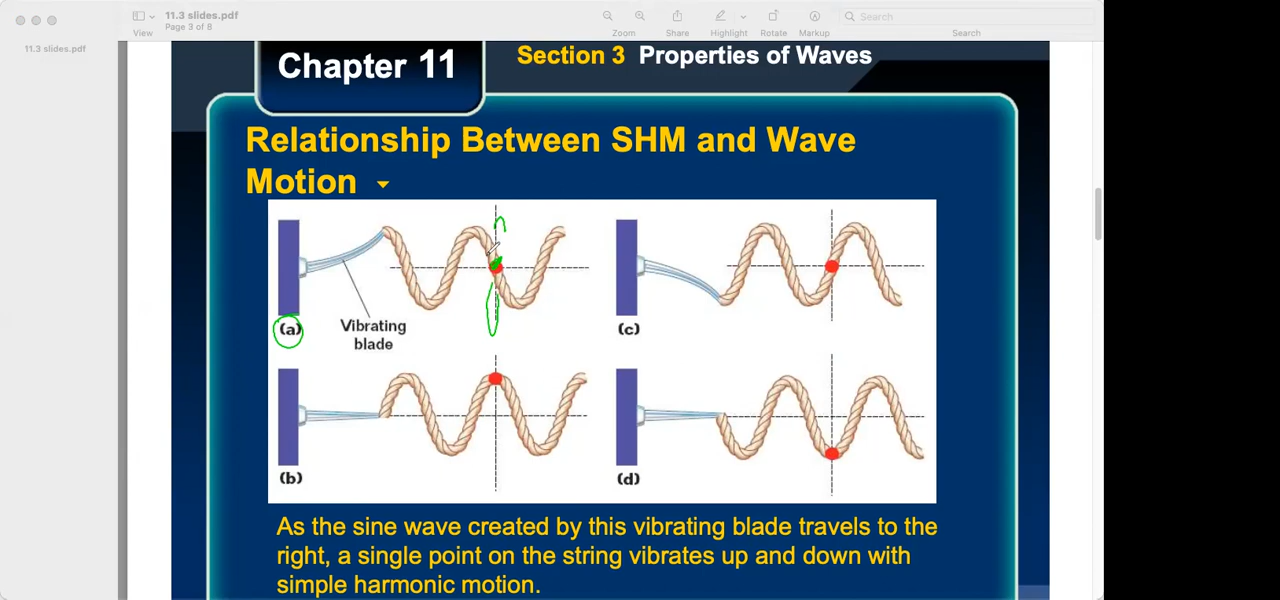 11.3 slides.pdf
Page 3 of 8
View
Zoom
Share
Highlight
Rotate
Markup
Search
Search
11.3 slides.pdf
Chapter 11
Section 3 Properties of Waves
Relationship Between SHM and Wave
Motion
(a)
Vibrating
blade
(c)
(b)
(d)
As the sine wave created by this vibrating blade travels to the
right, a single point on the string vibrates up and down with
simple harmonic motion.